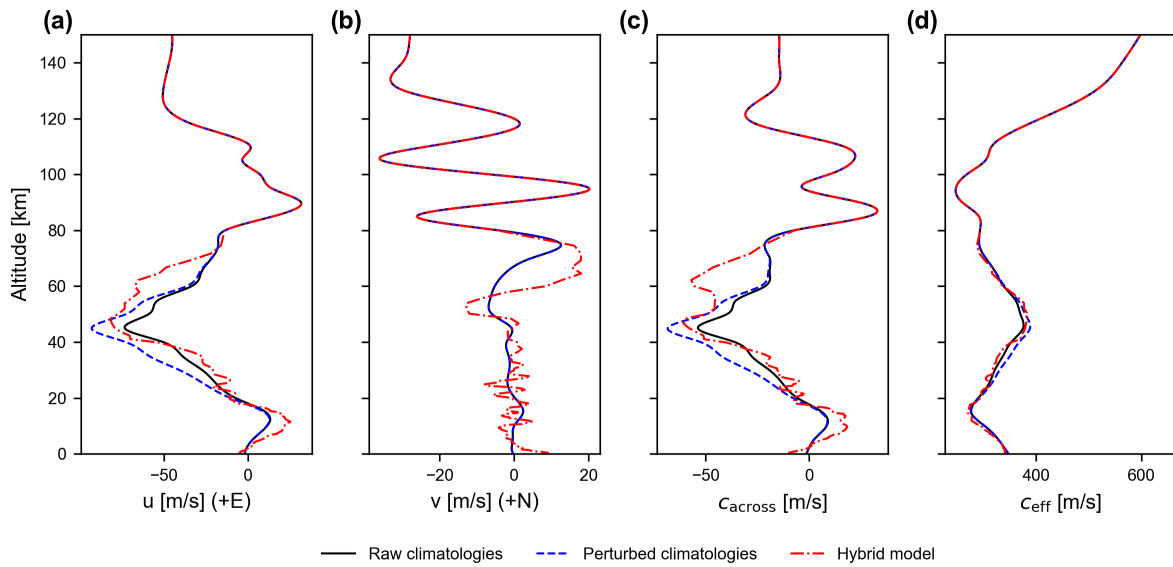 (a) (b) (c) (d)
140
120
100
80
60
40
20
0
Altitude [km]
−50 0
−20 0 20
−50 0
400 600
u [m/s] (+E)
v [m/s] (+N)
c_across [m/s]
c_eff [m/s]
Raw climatologies Perturbed climatologies Hybrid model